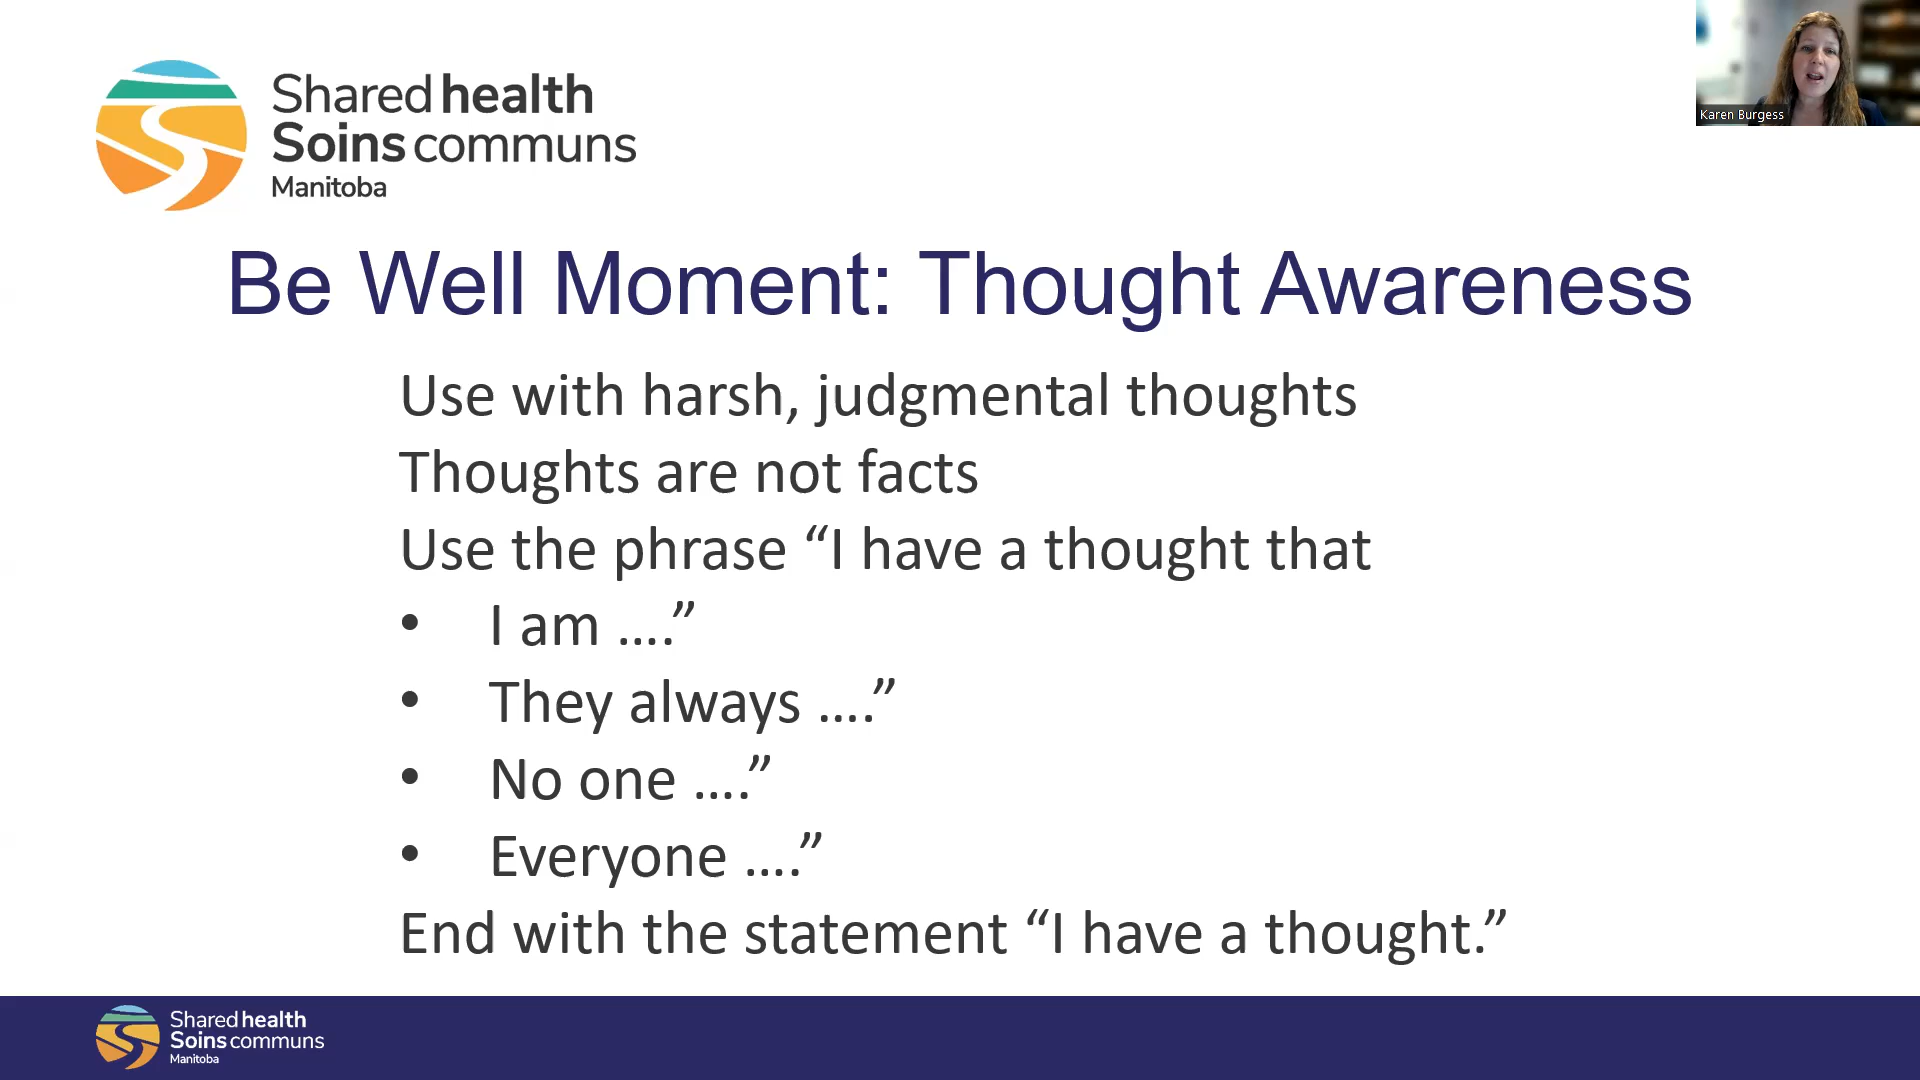 Shared health
Soins communs
Manitoba
Karen Burgess
Be Well Moment: Thought Awareness
Use with harsh, judgmental thoughts
Thoughts are not facts
Use the phrase “I have a thought that
• I am ….”
• They always ….”
• No one ….”
• Everyone ….”
End with the statement “I have a thought.”
Shared health
Soins communs
Manitoba